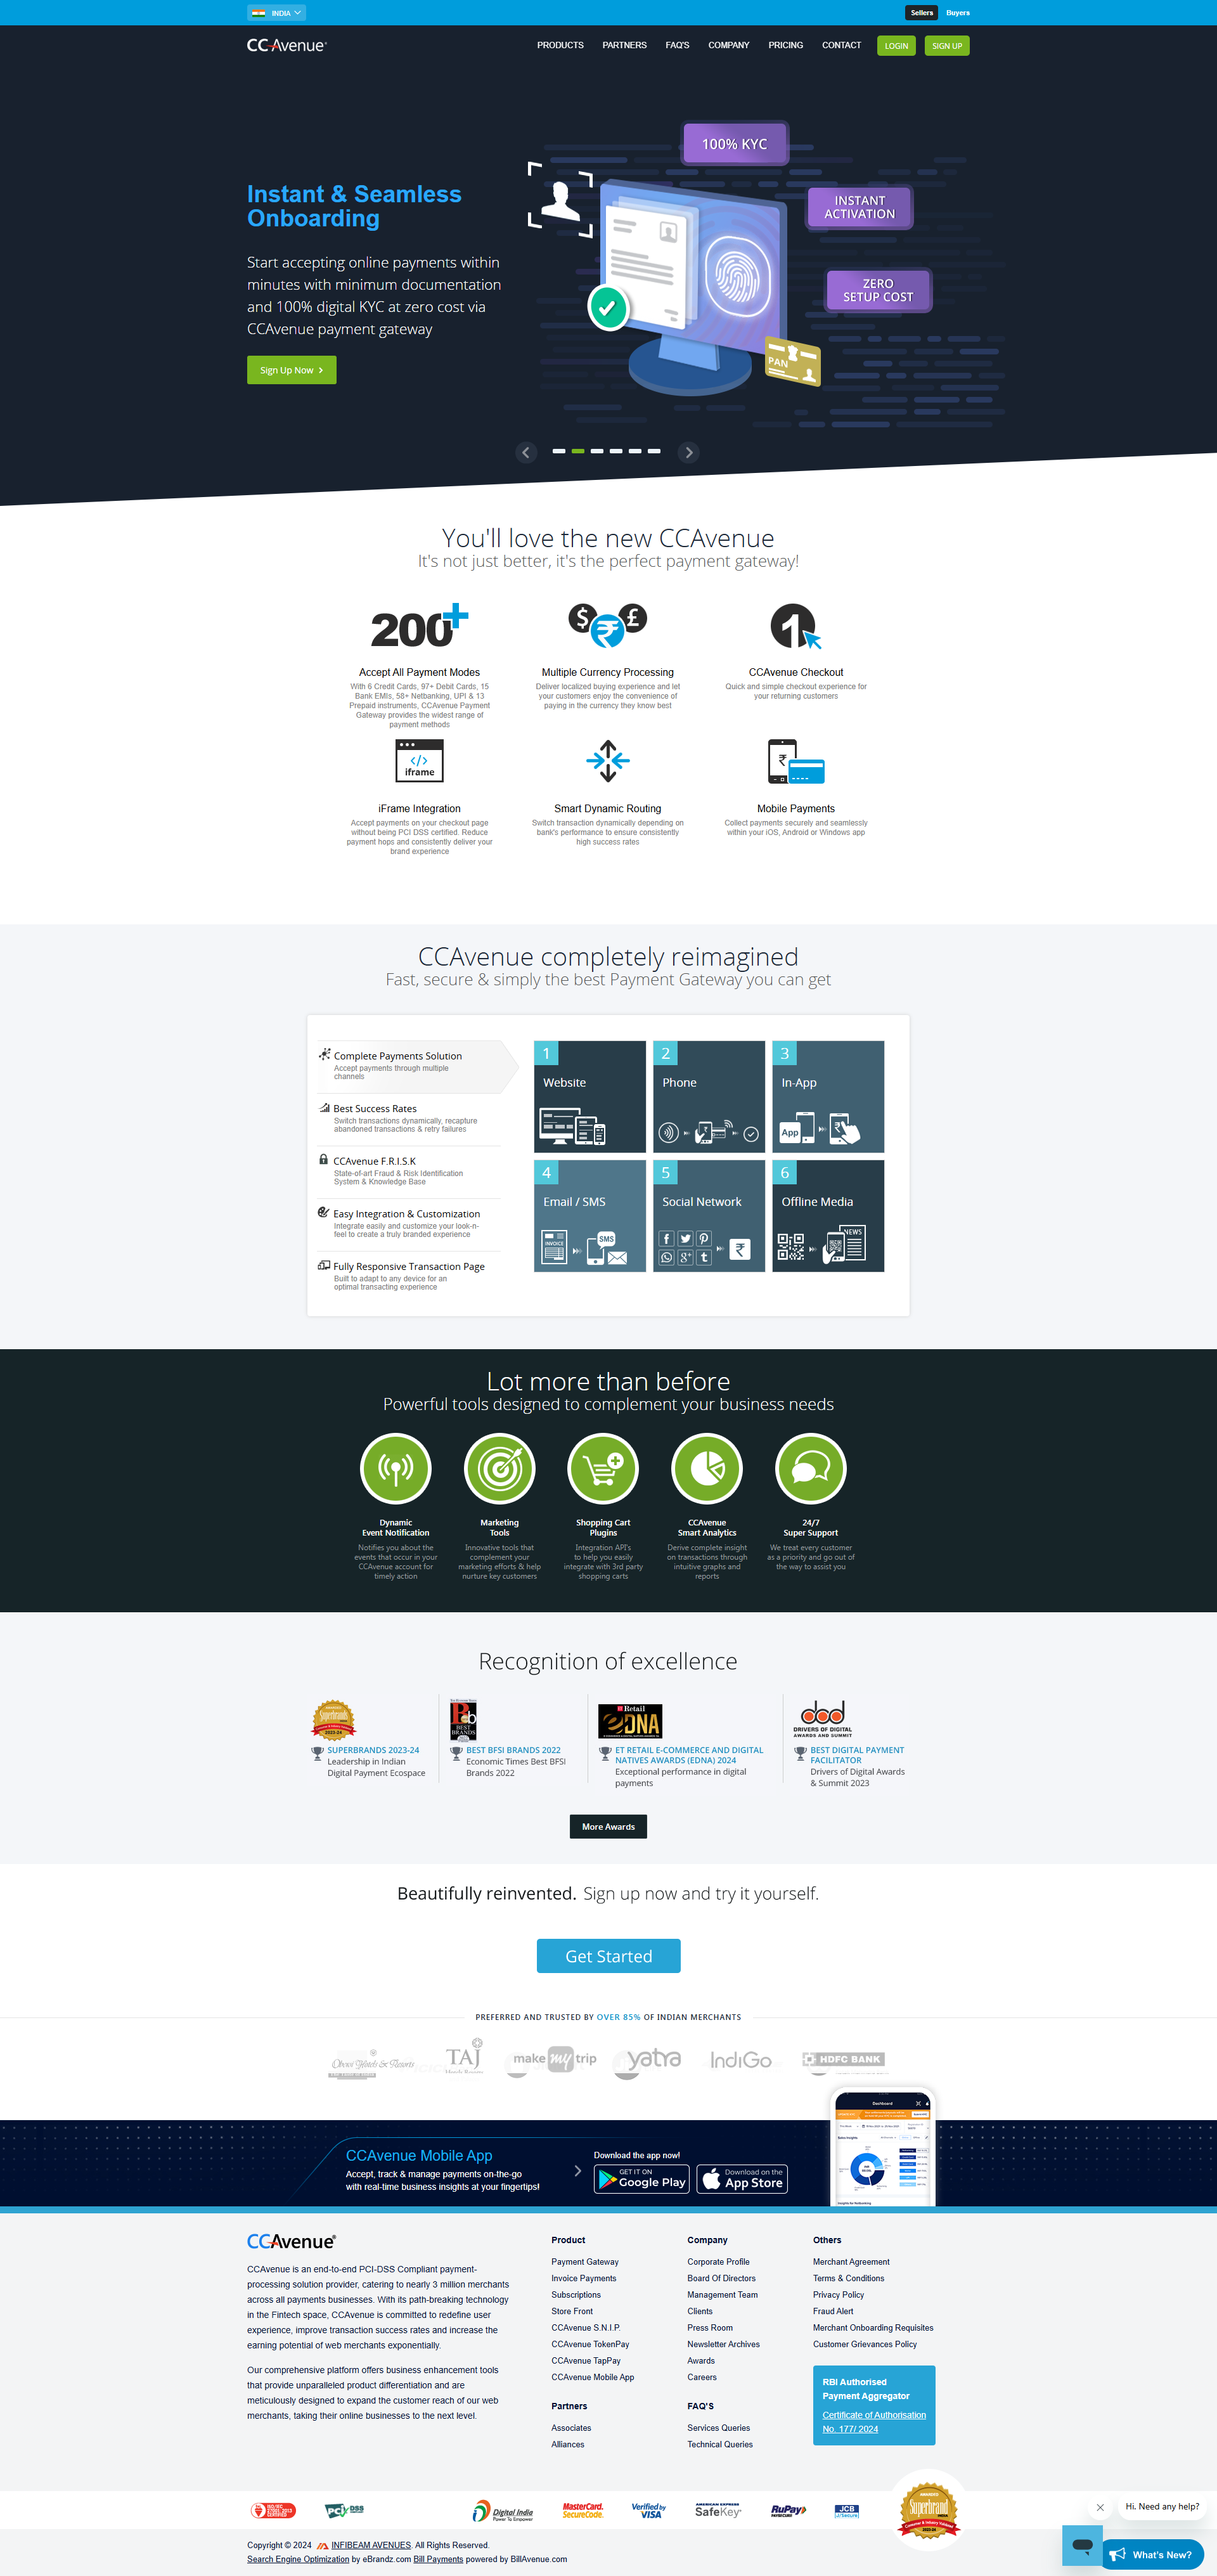 INDIA
Sellers
Buyers
CCAvenue
PRODUCTS PARTNERS FAQ'S COMPANY PRICING CONTACT LOGIN SIGN UP
100% KYC
INSTANT
ACTIVATION
ZERO
SETUP COST
PAN
Instant & Seamless
Onboarding
Start accepting online payments within
minutes with minimum documentation
and 100% digital KYC at zero cost via
CCAvenue payment gateway
Sign Up Now
You'll love the new CCAvenue
It's not just better, it's the perfect payment gateway!
200+
Accept All Payment Modes
With 6 Credit Cards, 97+ Debit Cards, 15
Bank EMIs, 58+ Netbanking, UPI & 13
Prepaid instruments, CCAvenue Payment
Gateway provides the widest range of
payment methods
$ ₹ £
Multiple Currency Processing
Deliver localized buying experience and let
your customers enjoy the convenience of
paying in the currency they know best
1
CCAvenue Checkout
Quick and simple checkout experience for
your returning customers
</>
iframe
iFrame Integration
Accept payments on your checkout page
without being PCI DSS certified. Reduce
payment hops and consistently deliver your
brand experience
Smart Dynamic Routing
Switch transaction dynamically depending on
bank's performance to ensure consistently
high success rates
₹
Mobile Payments
Collect payments securely and seamlessly
within your iOS, Android or Windows app
CCAvenue completely reimagined
Fast, secure & simply the best Payment Gateway you can get
Complete Payments Solution
Accept payments through multiple
channels
Best Success Rates
Switch transactions dynamically, recapture
abandoned transactions & retry failures
CCAvenue F.R.I.S.K
State-of-art Fraud & Risk Identification
System & Knowledge Base
Easy Integration & Customization
Integrate easily and customize your look-n-
feel to create a truly branded experience
Fully Responsive Transaction Page
Built to adapt to any device for an
optimal transacting experience
1
Website
2
Phone
3
In-App
App
4
Email / SMS
INVOICE
SMS
5
Social Network
₹
6
Offline Media
NEWS
Lot more than before
Powerful tools designed to complement your business needs
Dynamic
Event Notification
Notifies you about the
events that occur in your
CCAvenue account for
timely action
Marketing
Tools
Innovative tools that
complement your
marketing efforts & help
nurture key customers
Shopping Cart
Plugins
Integration API's
to help you easily
integrate with 3rd party
shopping carts
CCAvenue
Smart Analytics
Derive complete insight
on transactions through
intuitive graphs and
reports
24/7
Super Support
We treat every customer
as a priority and go out of
the way to assist you
Recognition of excellence
Superbrands
2023-24
SUPERBRANDS 2023-24
Leadership in Indian
Digital Payment Ecospace
BEST
BRANDS
BEST BFSI BRANDS 2022
Economic Times Best BFSI
Brands 2022
ET Retail
eDNA
ET RETAIL E-COMMERCE AND DIGITAL
NATIVES AWARDS (EDNA) 2024
Exceptional performance in digital
payments
dod
DRIVERS OF DIGITAL
AWARDS AND SUMMIT
BEST DIGITAL PAYMENT
FACILITATOR
Drivers of Digital Awards
& Summit 2023
More Awards
Beautifully reinvented. Sign up now and try it yourself.
Get Started
PREFERRED AND TRUSTED BY OVER 85% OF INDIAN MERCHANTS
Oberoi Hotels & Resorts
TAJ
make my trip
yatra
IndiGo
HDFC BANK
CCAvenue Mobile App
Accept, track & manage payments on-the-go
with real-time business insights at your fingertips!
Download the app now!
GET IT ON
Google Play
Download on the
App Store
Dashboard
CCAvenue
CCAvenue is an end-to-end PCI-DSS Compliant payment-
processing solution provider, catering to nearly 3 million merchants
across all payments businesses. With its path-breaking technology
in the Fintech space, CCAvenue is committed to redefine user
experience, improve transaction success rates and increase the
earning potential of web merchants exponentially.
Our comprehensive platform offers business enhancement tools
that provide unparalleled product differentiation and are
meticulously designed to expand the customer reach of our web
merchants, taking their online businesses to the next level.
Product
Payment Gateway
Invoice Payments
Subscriptions
Store Front
CCAvenue S.N.I.P.
CCAvenue TokenPay
CCAvenue TapPay
CCAvenue Mobile App
Partners
Associates
Alliances
Company
Corporate Profile
Board Of Directors
Management Team
Clients
Press Room
Newsletter Archives
Awards
Careers
FAQ'S
Services Queries
Technical Queries
Others
Merchant Agreement
Terms & Conditions
Privacy Policy
Fraud Alert
Merchant Onboarding Requisites
Customer Grievances Policy
RBI Authorised
Payment Aggregator
Certificate of Authorisation
No. 177/ 2024
PCI DSS
Digital India
Power To Empower
MasterCard.
SecureCode.
Verified by
VISA
AMERICAN EXPRESS
SafeKey
RuPay
JCB
J/Secure
Superbrands
Hi. Need any help?
What's New?
Copyright © 2024 INFIBEAM AVENUES. All Rights Reserved.
Search Engine Optimization by eBrandz.com Bill Payments powered by BillAvenue.com